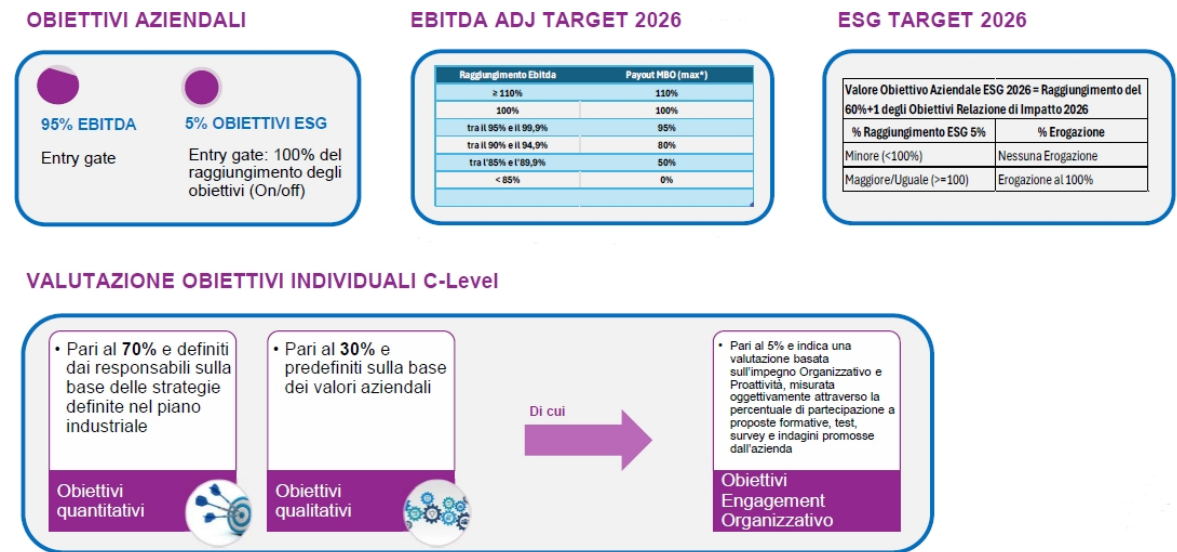 OBIETTIVI AZIENDALI
95% EBITDA
Entry gate
5% OBIETTIVI ESG
Entry gate: 100% del
raggiungimento degli
obiettivi (On/off)
EBITDA ADJ TARGET 2026
Raggiungimento Ebitda Payout MBO (max*)
≥ 110% 110%
100% 100%
tra il 95% e il 99,9% 95%
tra il 90% e il 94,9% 80%
tra l'85% e l'89,9% 50%
< 85% 0%
ESG TARGET 2026
Valore Obiettivo Aziendale ESG 2026 = Raggiungimento del
60%+1 degli Obiettivi Relazione di Impatto 2026
% Raggiungimento ESG 5% % Erogazione
Minore (<100%) Nessuna Erogazione
Maggiore/Uguale (>=100) Erogazione al 100%
VALUTAZIONE OBIETTIVI INDIVIDUALI C-Level
• Pari al 70% e definiti
dai responsabili sulla
base delle strategie
definite nel piano
industriale
Obiettivi
quantitativi
• Pari al 30% e
predefiniti sulla base
dei valori aziendali
Obiettivi
qualitativi
Di cui
• Pari al 5% e indica una
valutazione basata
sull'impegno Organizzativo e
Proattività, misurata
oggettivamente attraverso la
percentuale di partecipazione a
proposte formative, test,
survey e indagini promosse
dall'azienda
Obiettivi
Engagement
Organizzativo